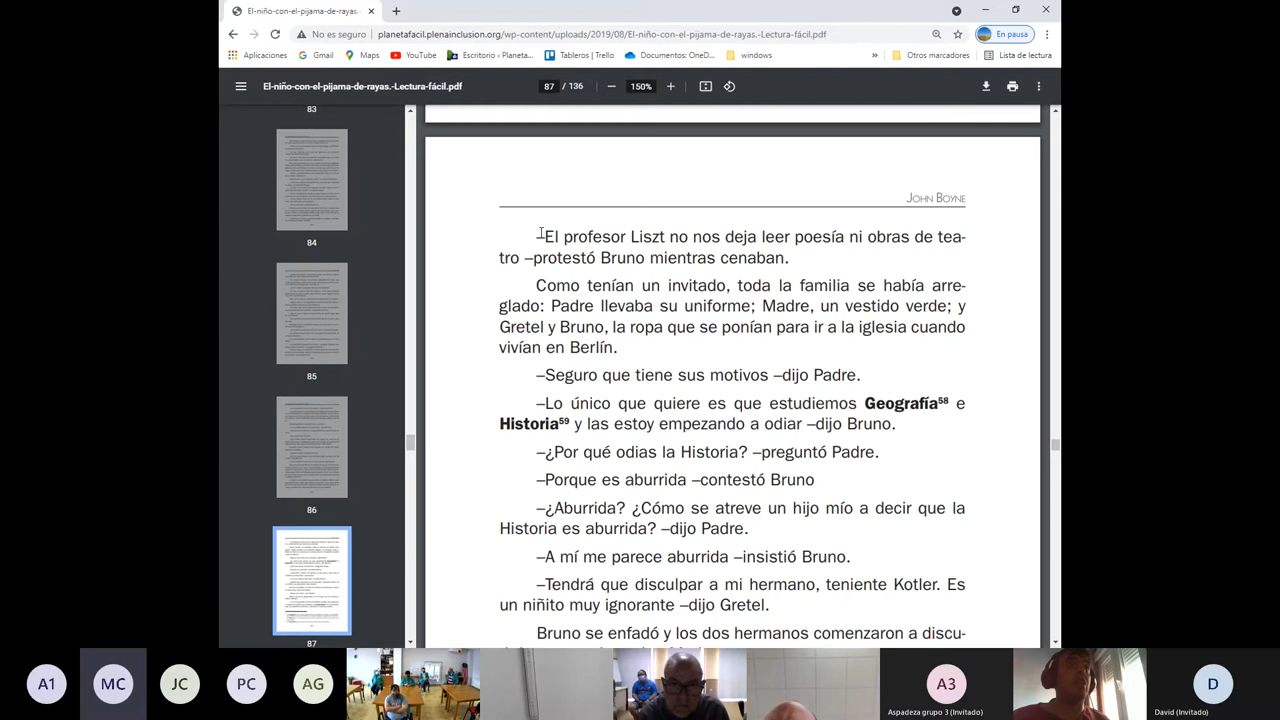 El-niño-con-el-pijama-de-rayas.-
No es seguro
planetafacil.plenainclusion.org/wp-content/uploads/2019/08/El-niño-con-el-pijama-de-rayas.-Lectura-fácil.pdf
En pausa
Aplicaciones
Gmail
Maps
YouTube
Escritorio ‹ Planeta...
Tableros | Trello
Documentos: OneD...
windows
»
Otros marcadores
Lista de lectura
El-niño-con-el-pijama-de-rayas.-Lectura-fácil.pdf
87 / 136
150%
83
84
85
86
87
JOHN BOYNE
–El profesor Liszt no nos deja leer poesía ni obras de tea-
tro –protestó Bruno mientras cenaban.
Como tenían un invitado, toda la familia se había arre-
glado: Padre llevaba su uniforme; Madre, un vestido verde; y
Gretel y Bruno, la ropa que se ponían para ir a la iglesia cuando
vivían en Berlín.
–Seguro que tiene sus motivos –dijo Padre.
–Lo único que quiere es que estudiemos Geografía58 e
y las estoy empezando a odiar –dijo Bruno.
–¿Por qué odias la Historia? –preguntó Padre.
–Porque es aburrida –contestó Bruno
–¿Aburrida? ¿Cómo se atreve un hijo mío a decir que la
Historia es aburrida? –dijo Padre.
–A mí me parece aburrida–insistió Bruno.
–Tiene que disculpar a mi hermano, teniente Kotler. Es
un niño muy ignorante –dijo Gretel.
Bruno se enfadó y los dos hermanos comenzaron a discu-
A1
MC
JC
PC
AG
A3
Aspadeza grupo 3 (Invitado)
D
David (Invitado)